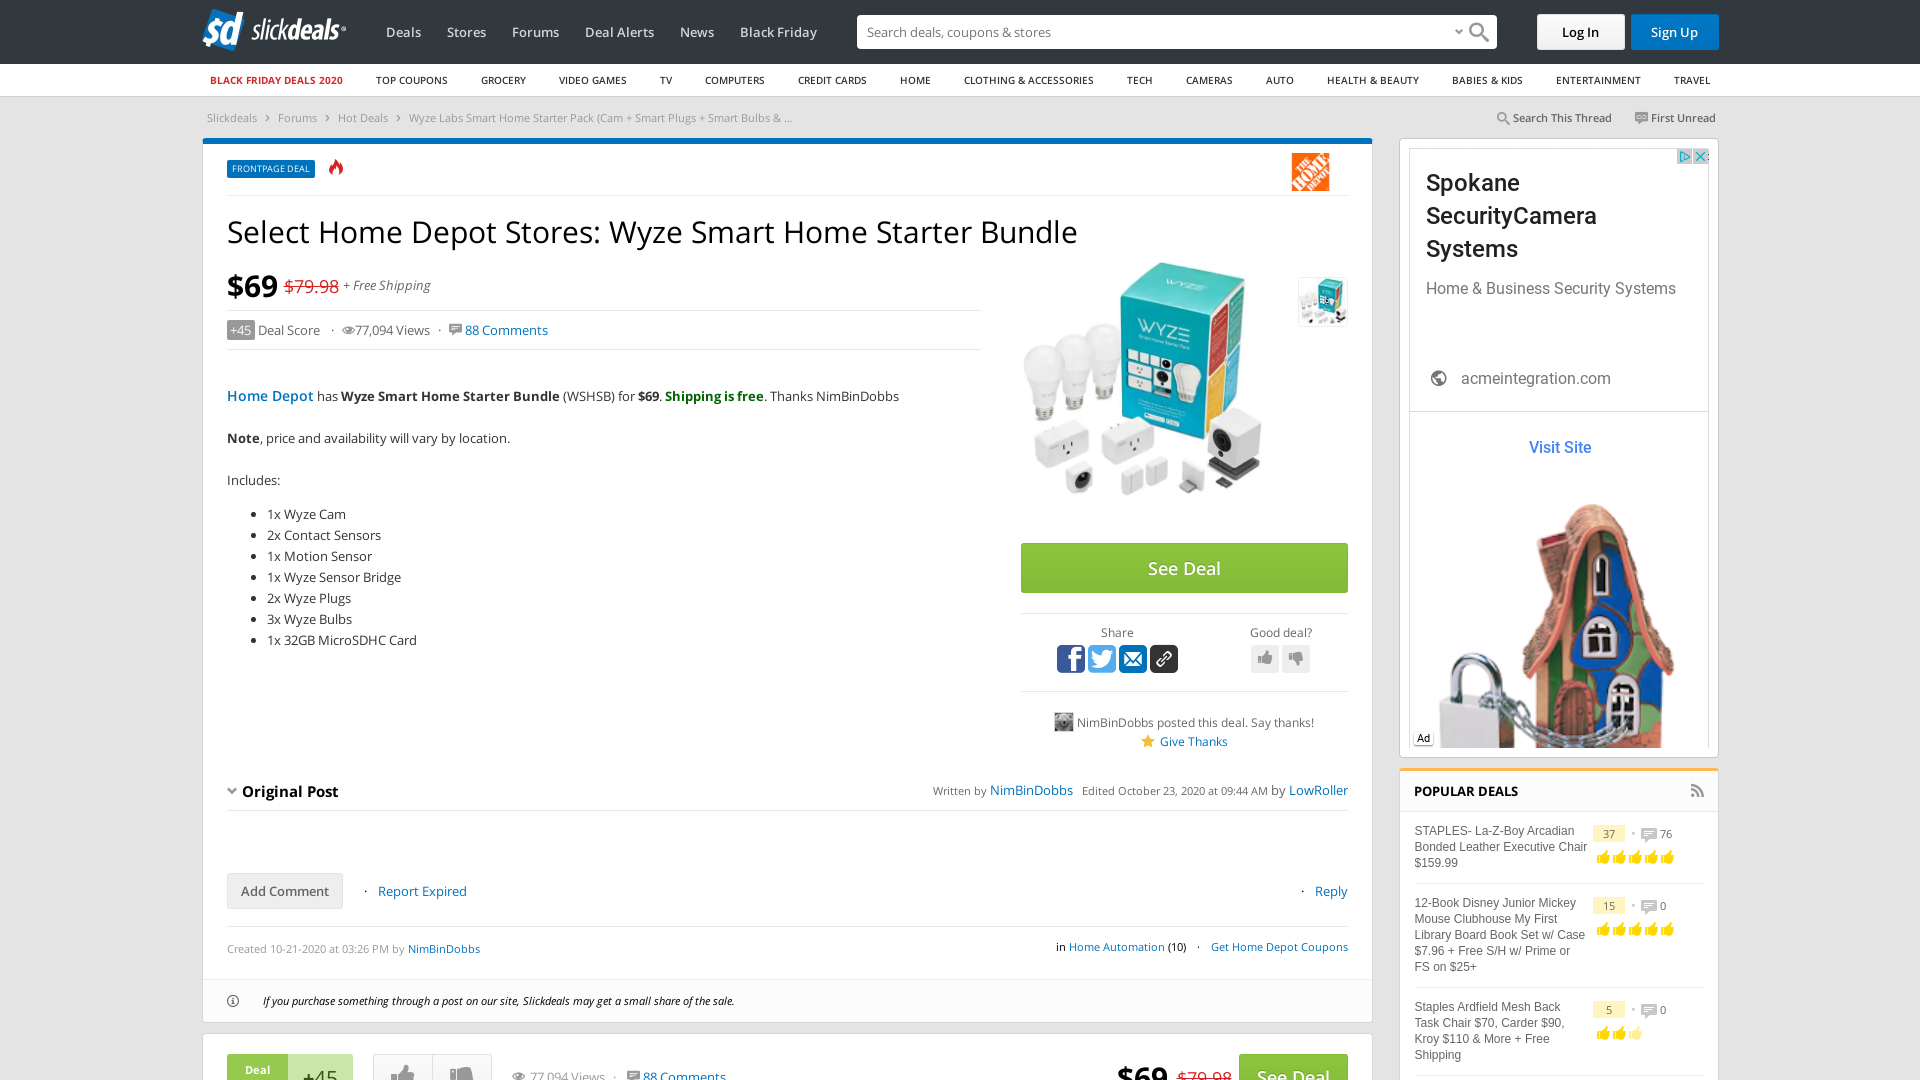 slickdeals
Deals
Stores
Forums
Deal Alerts
News
Black Friday
Search deals, coupons & stores
Log In
Sign Up
BLACK FRIDAY DEALS 2020
TOP COUPONS
GROCERY
VIDEO GAMES
TV
COMPUTERS
CREDIT CARDS
HOME
CLOTHING & ACCESSORIES
TECH
CAMERAS
AUTO
HEALTH & BEAUTY
BABIES & KIDS
ENTERTAINMENT
TRAVEL
Slickdeals › Forums › Hot Deals › Wyze Labs Smart Home Starter Pack (Cam + Smart Plugs + Smart Bulbs & ...
Search This Thread
First Unread
FRONTPAGE DEAL
THE HOME DEPOT
Select Home Depot Stores: Wyze Smart Home Starter Bundle
$69 $79.98 + Free Shipping
+45 Deal Score · 77,094 Views · 88 Comments
Home Depot has Wyze Smart Home Starter Bundle (WSHSB) for $69. Shipping is free. Thanks NimBinDobbs
Note, price and availability will vary by location.
Includes:
1x Wyze Cam
2x Contact Sensors
1x Motion Sensor
1x Wyze Sensor Bridge
2x Wyze Plugs
3x Wyze Bulbs
1x 32GB MicroSDHC Card
WYZE
See Deal
Share
Good deal?
NimBinDobbs posted this deal. Say thanks!
Give Thanks
Original Post
Written by NimBinDobbs Edited October 23, 2020 at 09:44 AM by LowRoller
Add Comment · Report Expired
· Reply
Created 10-21-2020 at 03:26 PM by NimBinDobbs
in Home Automation (10) · Get Home Depot Coupons
If you purchase something through a post on our site, Slickdeals may get a small share of the sale.
Deal
+45
77,094 Views · 88 Comments
$69 $79.98
See Deal
Spokane
SecurityCamera
Systems
Home & Business Security Systems
acmeintegration.com
Visit Site
Ad
POPULAR DEALS
STAPLES- La-Z-Boy Arcadian
Bonded Leather Executive Chair
$159.99
37 • 76
12-Book Disney Junior Mickey
Mouse Clubhouse My First
Library Board Book Set w/ Case
$7.96 + Free S/H w/ Prime or
FS on $25+
15 • 0
Staples Ardfield Mesh Back
Task Chair $70, Carder $90,
Kroy $110 & More + Free
Shipping
5 • 0